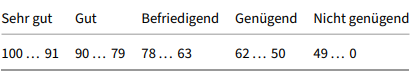 Sehr gut Gut Befriedigend Genügend Nicht genügend
100 … 91 90 … 79 78 … 63 62 … 50 49 … 0